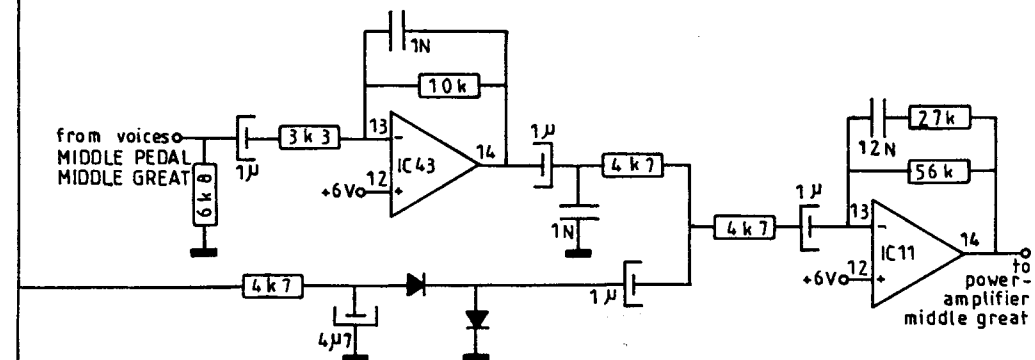 1N
10k
from voices
MIDDLE PEDAL
MIDDLE GREAT
6k8
1µ
3k3
13
-
IC43
14
12
+
+6V
1µ
4k7
1N
4k7
4µ7
1µ
4k7
1µ
12N
27k
56k
13
-
IC11
14
12
+
+6V
to
power-
amplifier
middle great